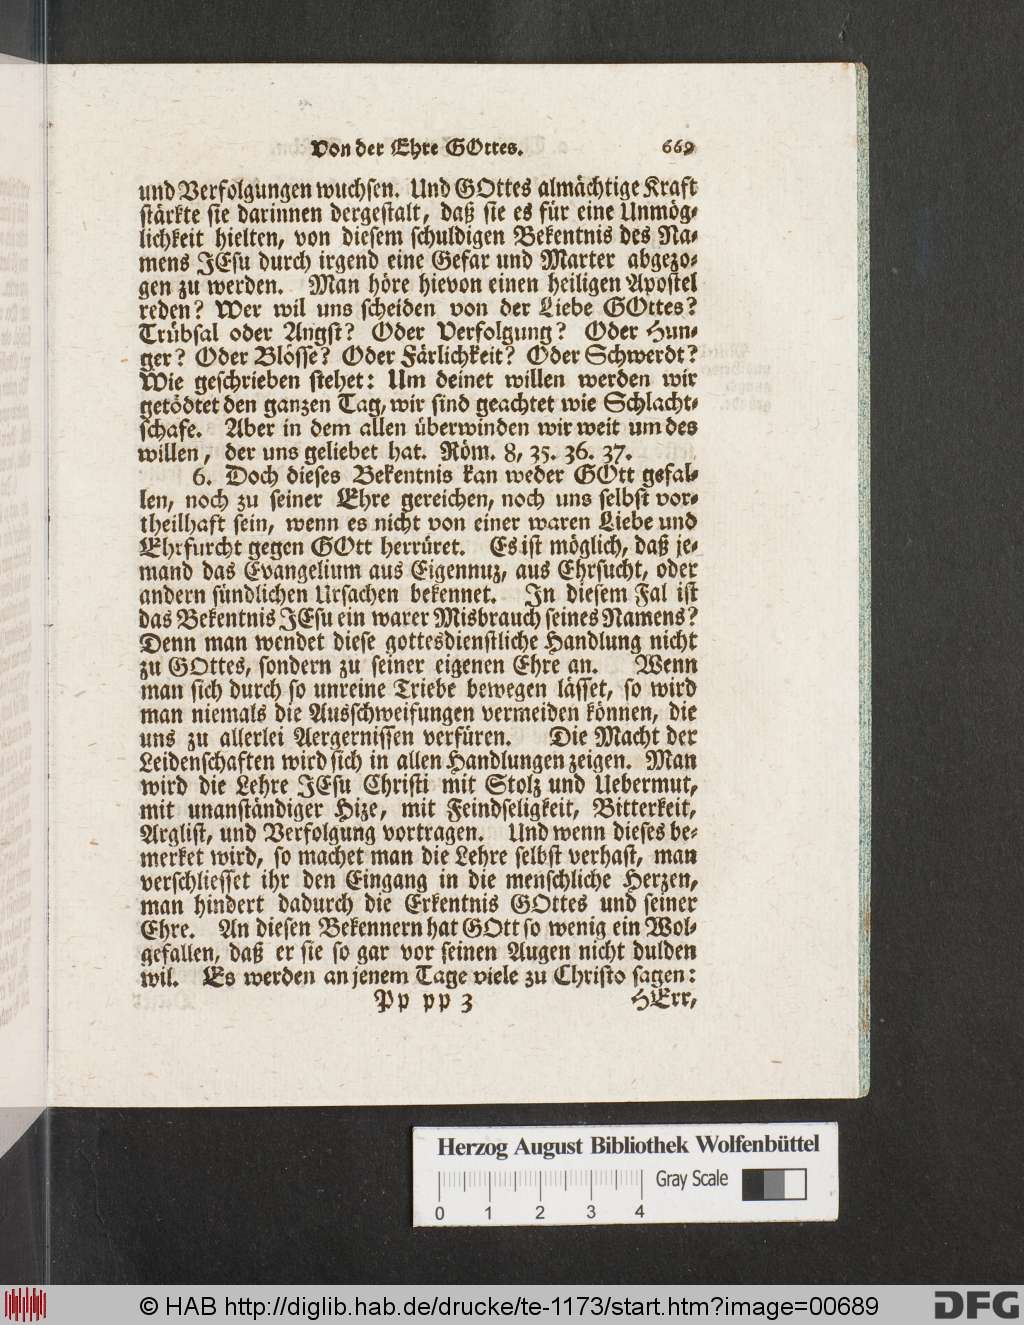 Von der Ehre GOttes. 669
und Verfolgungen wuchsen. Und GOttes almächtige Kraft
stärkte sie darinnen dergestalt, daß sie es für eine Unmög-
lichkeit hielten, von diesem schuldigen Bekentnis des Na-
mens JEsu durch irgend eine Gefar und Marter abgezo-
gen zu werden. Man höre hievon einen heiligen Apostel
reden? Wer wil uns scheiden von der Liebe GOttes?
Trübsal oder Angst? Oder Verfolgung? Oder Hun-
ger? Oder Blösse? Oder Färlichkeit? Oder Schwerdt?
Wie geschrieben stehet: Um deinet willen werden wir
getödtet den ganzen Tag, wir sind geachtet wie Schlacht-
schafe. Aber in dem allen überwinden wir weit um des
willen, der uns geliebet hat. Röm. 8, 35. 36. 37.
6. Doch dieses Bekentnis kan weder GOtt gefal-
len, noch zu seiner Ehre gereichen, noch uns selbst vor-
theilhaft sein, wenn es nicht von einer waren Liebe und
Ehrfurcht gegen GOtt herrüret. Es ist möglich, daß je-
mand das Evangelium aus Eigennuz, aus Ehrsucht, oder
andern sündlichen Ursachen bekennet. In diesem Fal ist
das Bekentnis JEsu ein warer Misbrauch seines Namens?
Denn man wendet diese gottesdienstliche Handlung nicht
zu GOttes, sondern zu seiner eigenen Ehre an. Wenn
man sich durch so unreine Triebe bewegen lässet, so wird
man niemals die Ausschweifungen vermeiden können, die
uns zu allerlei Aergernissen verfüren. Die Macht der
Leidenschaften wird sich in allen Handlungen zeigen. Man
wird die Lehre JEsu Christi mit Stolz und Uebermut,
mit unanständiger Hize, mit Feindseligkeit, Bitterkeit,
Arglist, und Verfolgung vortragen. Und wenn dieses be-
merket wird, so machet man die Lehre selbst verhast, man
verschliesset ihr den Eingang in die menschliche Herzen,
man hindert dadurch die Erkentnis GOttes und seiner
Ehre. An diesen Bekennern hat GOtt so wenig ein Wol-
gefallen, daß er sie so gar vor seinen Augen nicht dulden
wil. Es werden an jenem Tage viele zu Christo sagen:
Pp pp 3 HErr,
Herzog August Bibliothek Wolfenbüttel
Gray Scale
0 1 2 3 4
© HAB http://diglib.hab.de/drucke/te-1173/start.htm?image=00689
DFG